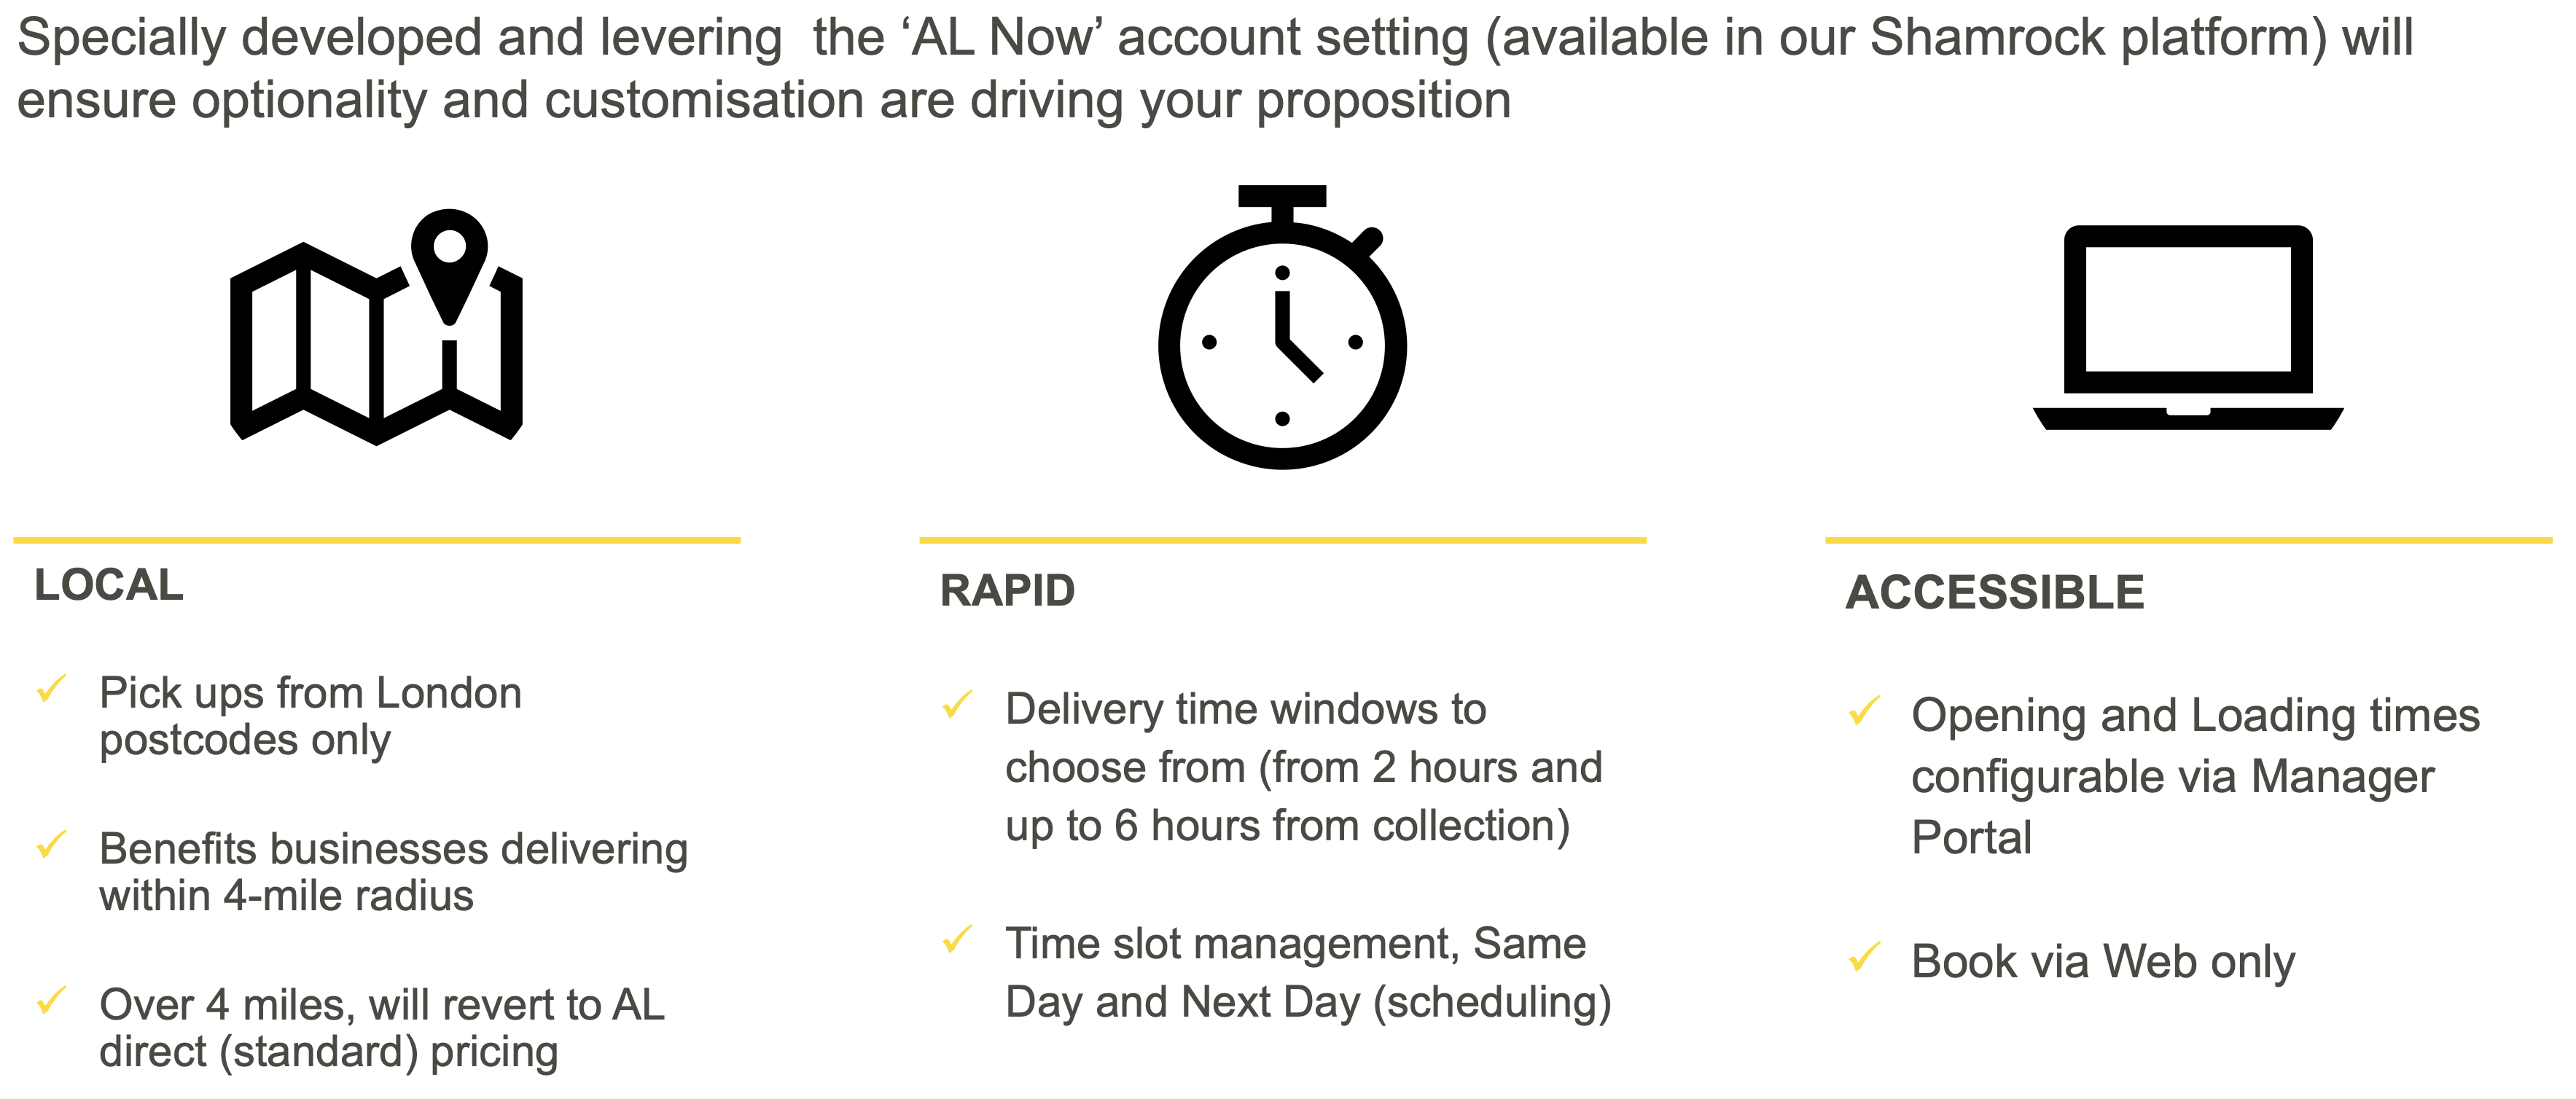 Specially developed and levering  the ‘AL Now’ account setting (available in our Shamrock platform) will
ensure optionality and customisation are driving your proposition
LOCAL
✓ Pick ups from London
postcodes only
✓ Benefits businesses delivering
within 4-mile radius
✓ Over 4 miles, will revert to AL
direct (standard) pricing
RAPID
✓ Delivery time windows to
choose from (from 2 hours and
up to 6 hours from collection)
✓ Time slot management, Same
Day and Next Day (scheduling)
ACCESSIBLE
✓ Opening and Loading times
configurable via Manager
Portal
✓ Book via Web only